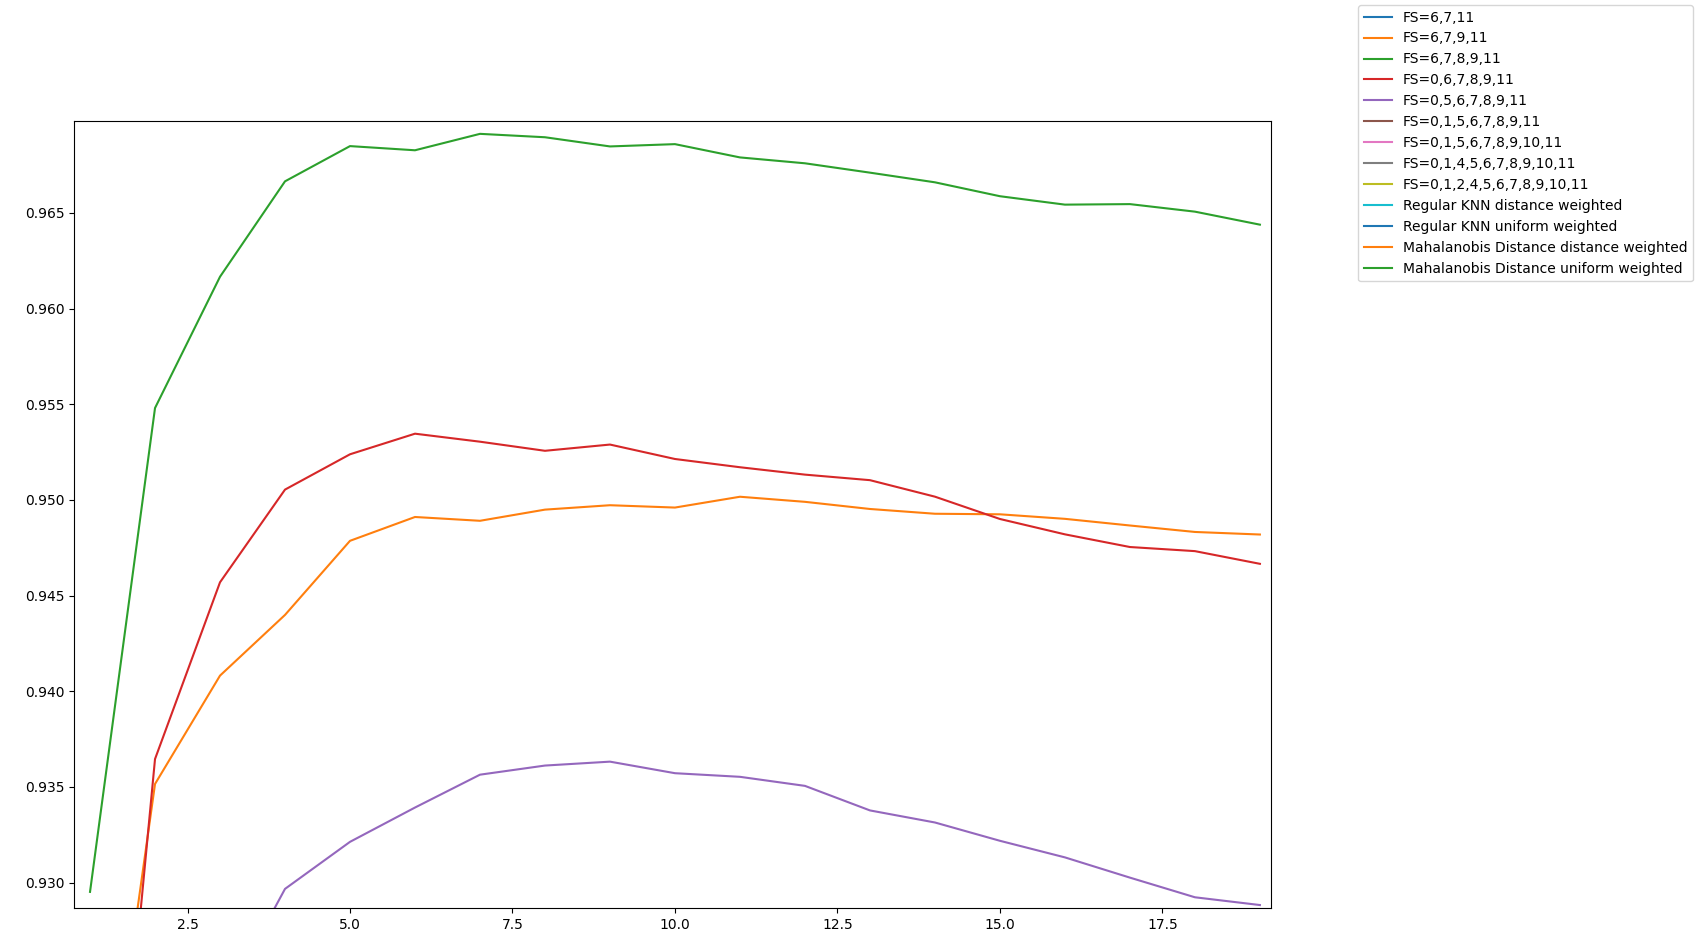 FS=6,7,11
FS=6,7,9,11
FS=6,7,8,9,11
FS=0,6,7,8,9,11
FS=0,5,6,7,8,9,11
FS=0,1,5,6,7,8,9,11
FS=0,1,5,6,7,8,9,10,11
FS=0,1,4,5,6,7,8,9,10,11
FS=0,1,2,4,5,6,7,8,9,10,11
Regular KNN distance weighted
Regular KNN uniform weighted
Mahalanobis Distance distance weighted
Mahalanobis Distance uniform weighted
0.965
0.960
0.955
0.950
0.945
0.940
0.935
0.930
2.5 5.0 7.5 10.0 12.5 15.0 17.5